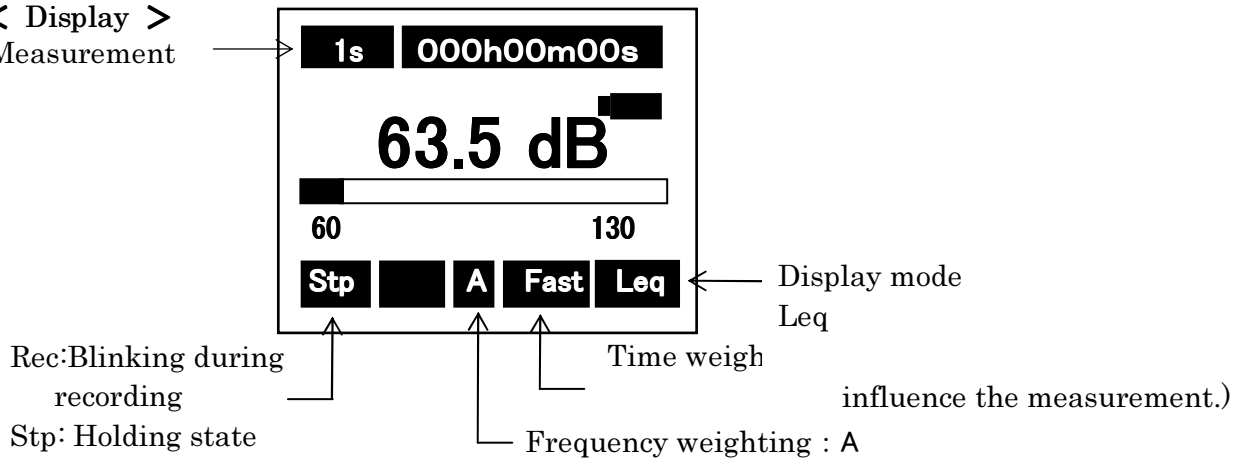 < Display >
Measurement
1s 000h00m00s
63.5 dB
60 130
Stp A Fast Leq
Display mode
Leq
Rec:Blinking during
recording
Stp: Holding state
Time weigh
influence the measurement.)
Frequency weighting : A